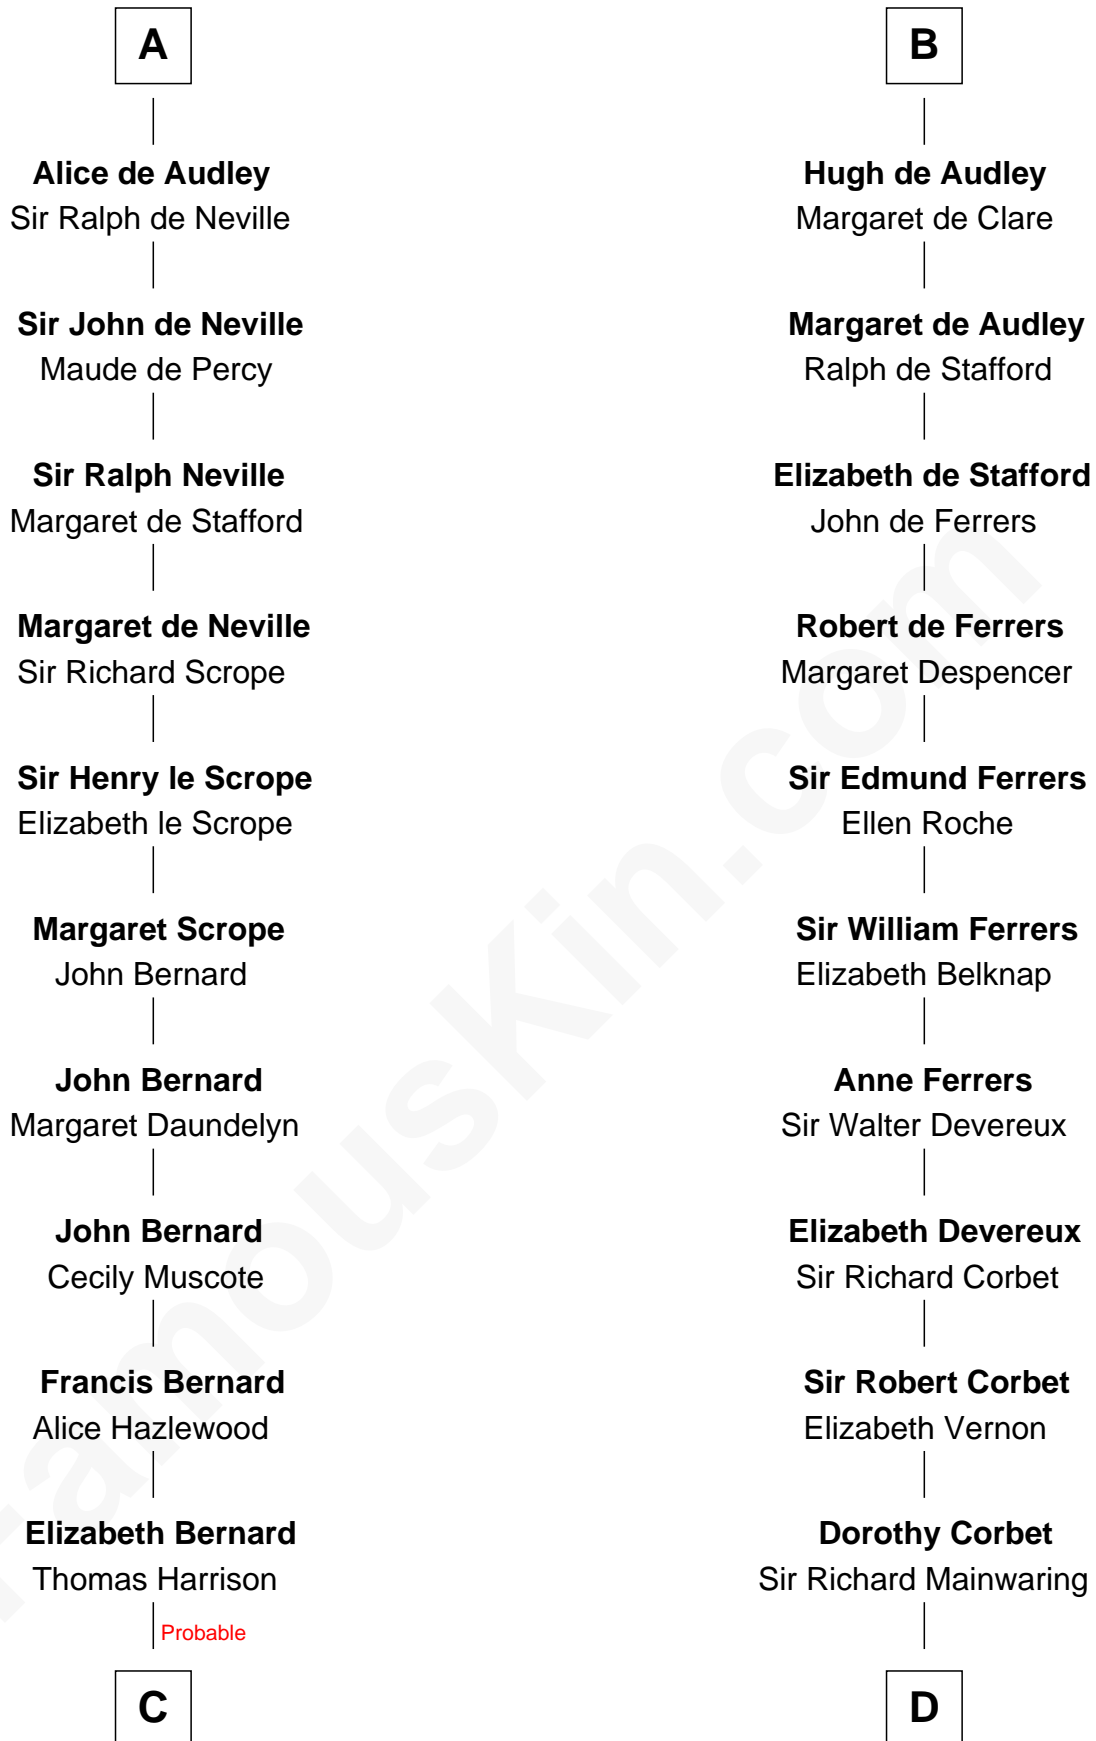 A
Alice de Audley
Sir Ralph de Neville
Sir John de Neville
Maude de Percy
Sir Ralph Neville
Margaret de Stafford
Margaret de Neville
Sir Richard Scrope
Sir Henry le Scrope
Elizabeth le Scrope
Margaret Scrope
John Bernard
John Bernard
Margaret Daundelyn
John Bernard
Cecily Muscote
Francis Bernard
Alice Hazlewood
Elizabeth Bernard
Thomas Harrison
Probable
C
B
Hugh de Audley
Margaret de Clare
Margaret de Audley
Ralph de Stafford
Elizabeth de Stafford
John de Ferrers
Robert de Ferrers
Margaret Despencer
Sir Edmund Ferrers
Ellen Roche
Sir William Ferrers
Elizabeth Belknap
Anne Ferrers
Sir Walter Devereux
Elizabeth Devereux
Sir Richard Corbet
Sir Robert Corbet
Elizabeth Vernon
Dorothy Corbet
Sir Richard Mainwaring
D
FamousKin.com